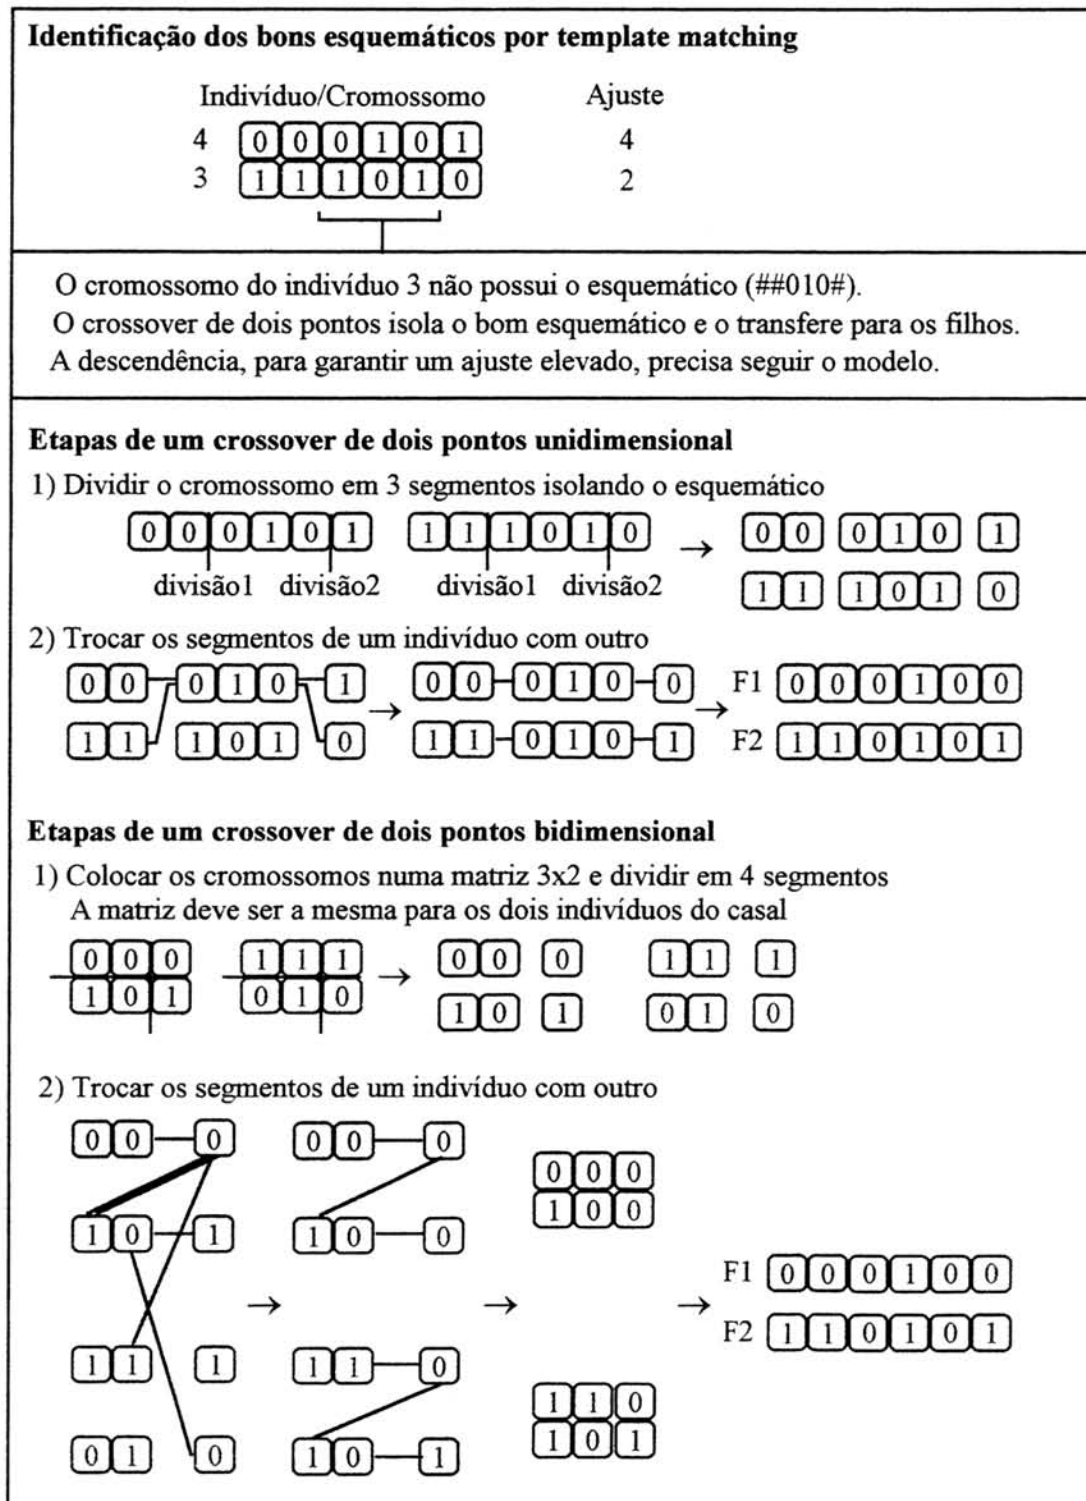 Identificação dos bons esquemáticos por template matching
Indivíduo/Cromossomo Ajuste
4 0 0 0 1 0 1 4
3 1 1 1 0 1 0 2
O cromossomo do indivíduo 3 não possui o esquemático (##010#).
O crossover de dois pontos isola o bom esquemático e o transfere para os filhos.
A descendência, para garantir um ajuste elevado, precisa seguir o modelo.
Etapas de um crossover de dois pontos unidimensional
1) Dividir o cromossomo em 3 segmentos isolando o esquemático
0 0 0 1 0 1 1 1 1 0 1 0 → 0 0 0 1 0 1
divisão1 divisão2 divisão1 divisão2 1 1 1 0 1 0
2) Trocar os segmentos de um indivíduo com outro
0 0 0 1 0 1 → 0 0 0 1 0 0 → F1 0 0 0 1 0 0
1 1 1 0 1 0 1 1 0 1 0 1 F2 1 1 0 1 0 1
Etapas de um crossover de dois pontos bidimensional
1) Colocar os cromossomos numa matriz 3x2 e dividir em 4 segmentos
A matriz deve ser a mesma para os dois indivíduos do casal
0 0 0 1 1 1 → 0 0 0 1 1 1
1 0 1 0 1 0 1 0 1 0 1 0
2) Trocar os segmentos de um indivíduo com outro
0 0 0 0 0 0
0 0 0
1 0 1 1 0 0 1 0 0
F1 0 0 0 1 0 0
→ → →
F2 1 1 0 1 0 1
1 1 1 1 1 0
1 1 0
0 1 0 1 0 1 1 0 1